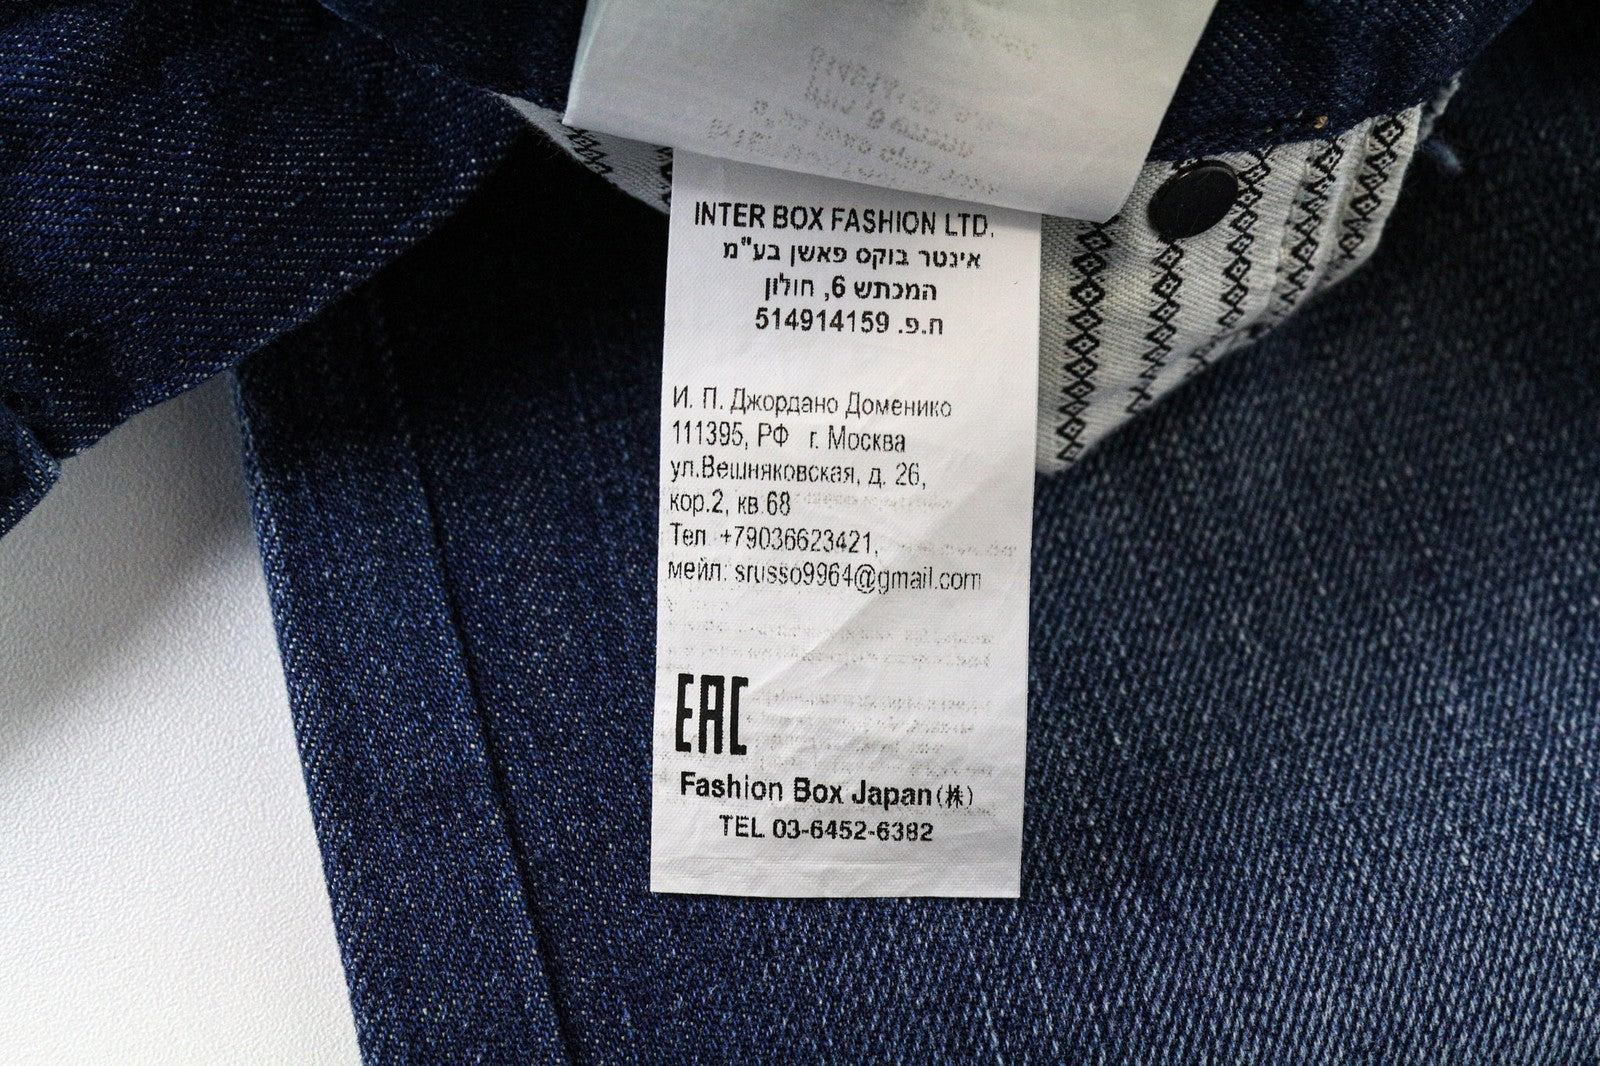 INTER BOX FASHION LTD.
אינטר בוקס פאשן בע"מ
המכתש 6, חולון
ח.פ. 514914159
И. П. Джордано Доменико
111395, РФ г. Москва
ул.Вешняковская, д. 26,
кор.2, кв.68
Тел. +79036623421,
мейл: srusso9964@gmail.com
EAC
Fashion Box Japan(株)
TEL 03-6452-6382